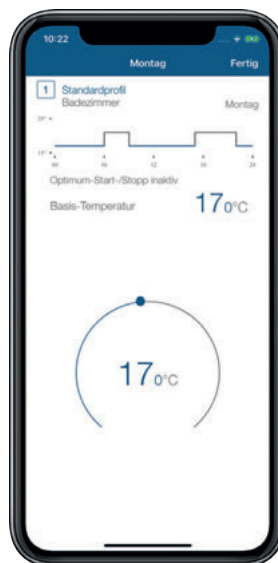 10:22
Montag Fertig
1 Standardprofil
Badezimmer Montag
Optimum-Start-/Stopp inaktiv
Basis-Temperatur 17 0°C
17 0°C